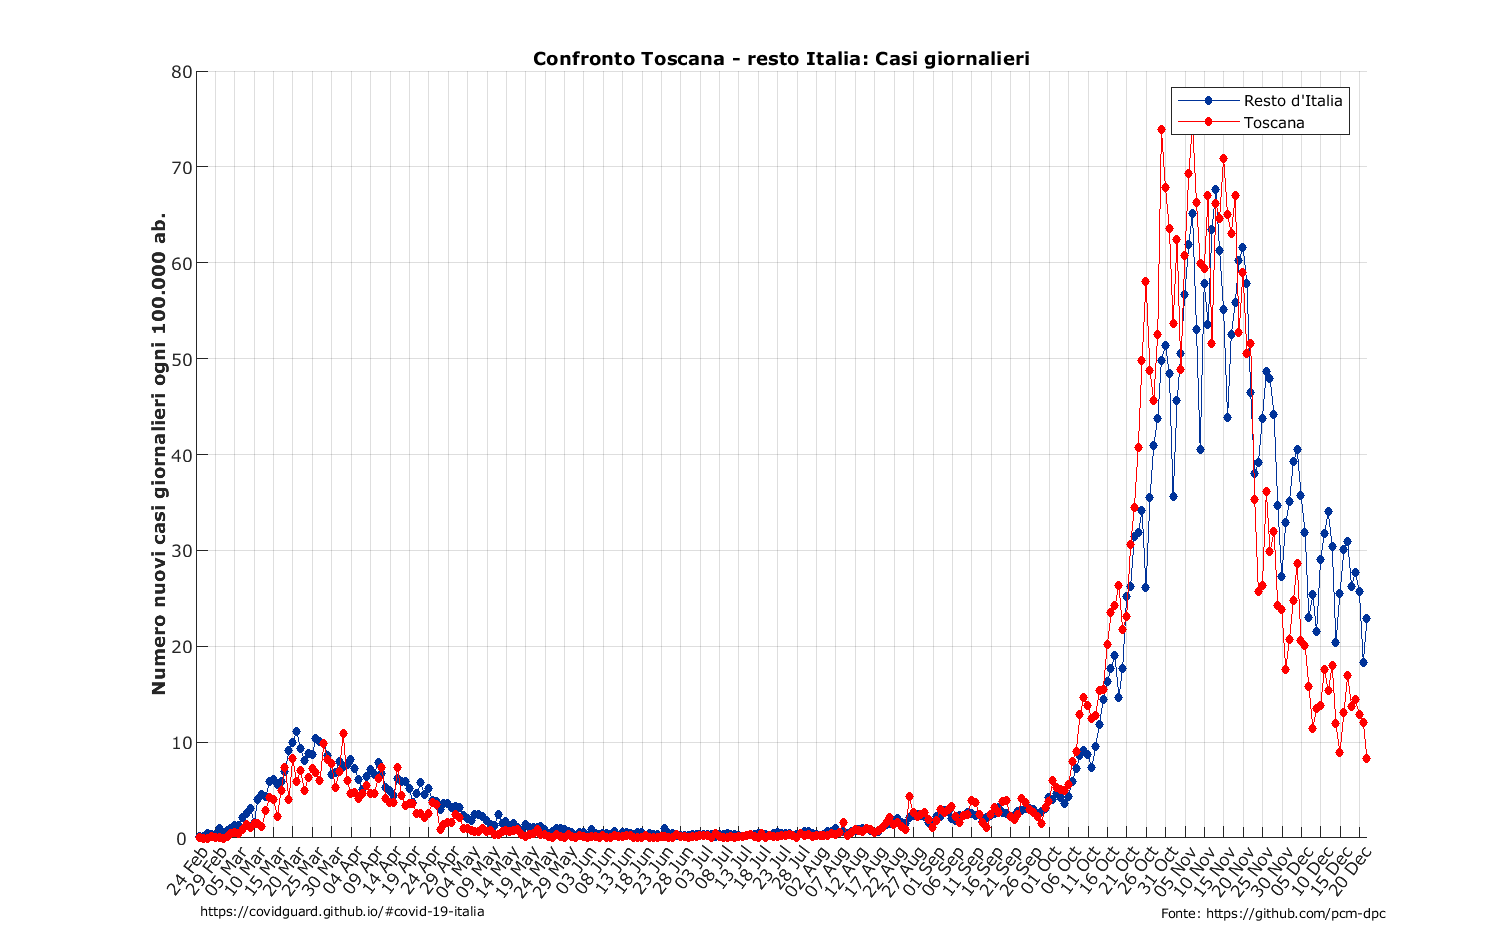 Confronto Toscana - resto Italia: Casi giornalieri
Numero nuovi casi giornalieri ogni 100.000 ab.
80
70
60
50
40
30
20
10
0
Resto d'Italia
Toscana
24 Feb
29 Feb
05 Mar
10 Mar
15 Mar
20 Mar
25 Mar
30 Mar
04 Apr
09 Apr
14 Apr
19 Apr
24 Apr
29 Apr
04 May
09 May
14 May
19 May
24 May
29 May
03 Jun
08 Jun
13 Jun
18 Jun
23 Jun
28 Jun
03 Jul
08 Jul
13 Jul
18 Jul
23 Jul
28 Jul
02 Aug
07 Aug
12 Aug
17 Aug
22 Aug
27 Aug
01 Sep
06 Sep
11 Sep
16 Sep
21 Sep
26 Sep
01 Oct
06 Oct
11 Oct
16 Oct
21 Oct
26 Oct
31 Oct
05 Nov
10 Nov
15 Nov
20 Nov
25 Nov
30 Nov
05 Dec
10 Dec
15 Dec
20 Dec
https://covidguard.github.io/#covid-19-italia
Fonte: https://github.com/pcm-dpc